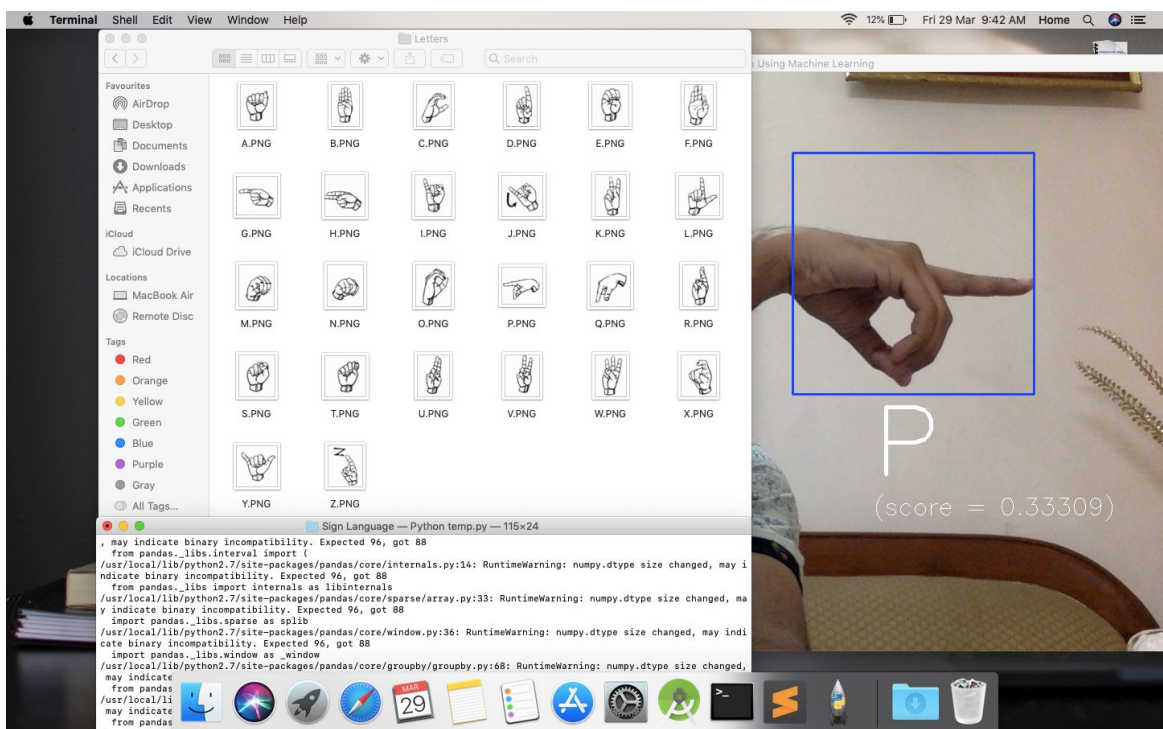 Terminal Shell Edit View Window Help 12% Fri 29 Mar 9:42 AM Home
Letters
Search
Favourites
AirDrop
Desktop
Documents
Downloads
Applications
Recents
iCloud
iCloud Drive
Locations
MacBook Air
Remote Disc
Tags
Red
Orange
Yellow
Green
Blue
Purple
Gray
All Tags...
A.PNG B.PNG C.PNG D.PNG E.PNG F.PNG
G.PNG H.PNG I.PNG J.PNG K.PNG L.PNG
M.PNG N.PNG O.PNG P.PNG Q.PNG R.PNG
S.PNG T.PNG U.PNG V.PNG W.PNG X.PNG
Z
Y.PNG Z.PNG
Using Machine Learning
P
(score = 0.33309)
Sign Language — Python temp.py — 115×24
, may indicate binary incompatibility. Expected 96, got 88
from pandas._libs.interval import (
/usr/local/lib/python2.7/site-packages/pandas/core/internals.py:14: RuntimeWarning: numpy.dtype size changed, may i
ndicate binary incompatibility. Expected 96, got 88
from pandas._libs import internals as libinternals
/usr/local/lib/python2.7/site-packages/pandas/core/sparse/array.py:33: RuntimeWarning: numpy.dtype size changed, ma
y indicate binary incompatibility. Expected 96, got 88
import pandas._libs.sparse as splib
/usr/local/lib/python2.7/site-packages/pandas/core/window.py:36: RuntimeWarning: numpy.dtype size changed, may indi
cate binary incompatibility. Expected 96, got 88
import pandas._libs.window as _window
/usr/local/lib/python2.7/site-packages/pandas/core/groupby/groupby.py:68: RuntimeWarning: numpy.dtype size changed,
may indicate
from pandas
/usr/local/li
may indicate
from pandas
MAR
29
>_